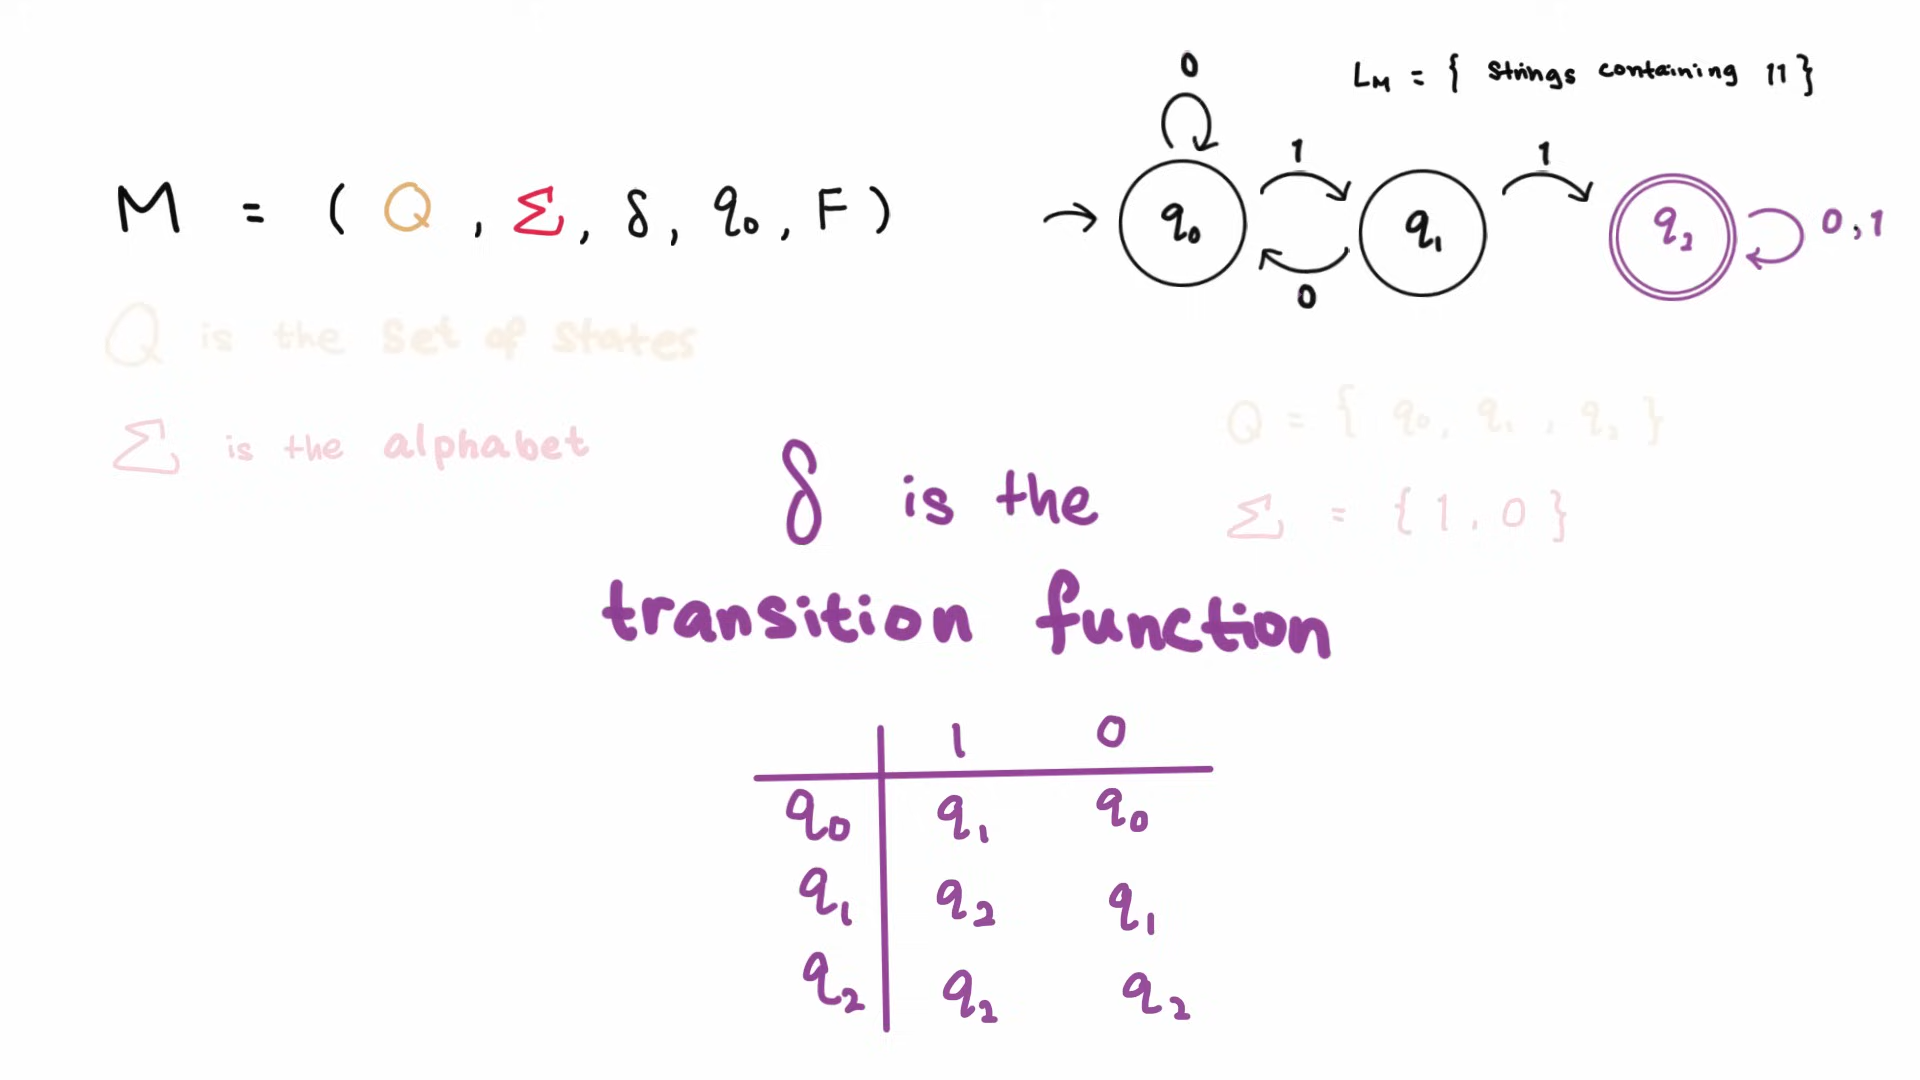 L_M = { Strings containing 11 }
M = ( Q , Σ , δ , q₀ , F )
0
1
1
q₀
q₁
q₂
0,1
0
Q is the set of states
Q = { q₀, q₁, q₂ }
Σ is the alphabet
Σ = { 1, 0 }
δ is the
transition function
1 0
q₀ q₁ q₀
q₁ q₂ q₁
q₂ q₂ q₂